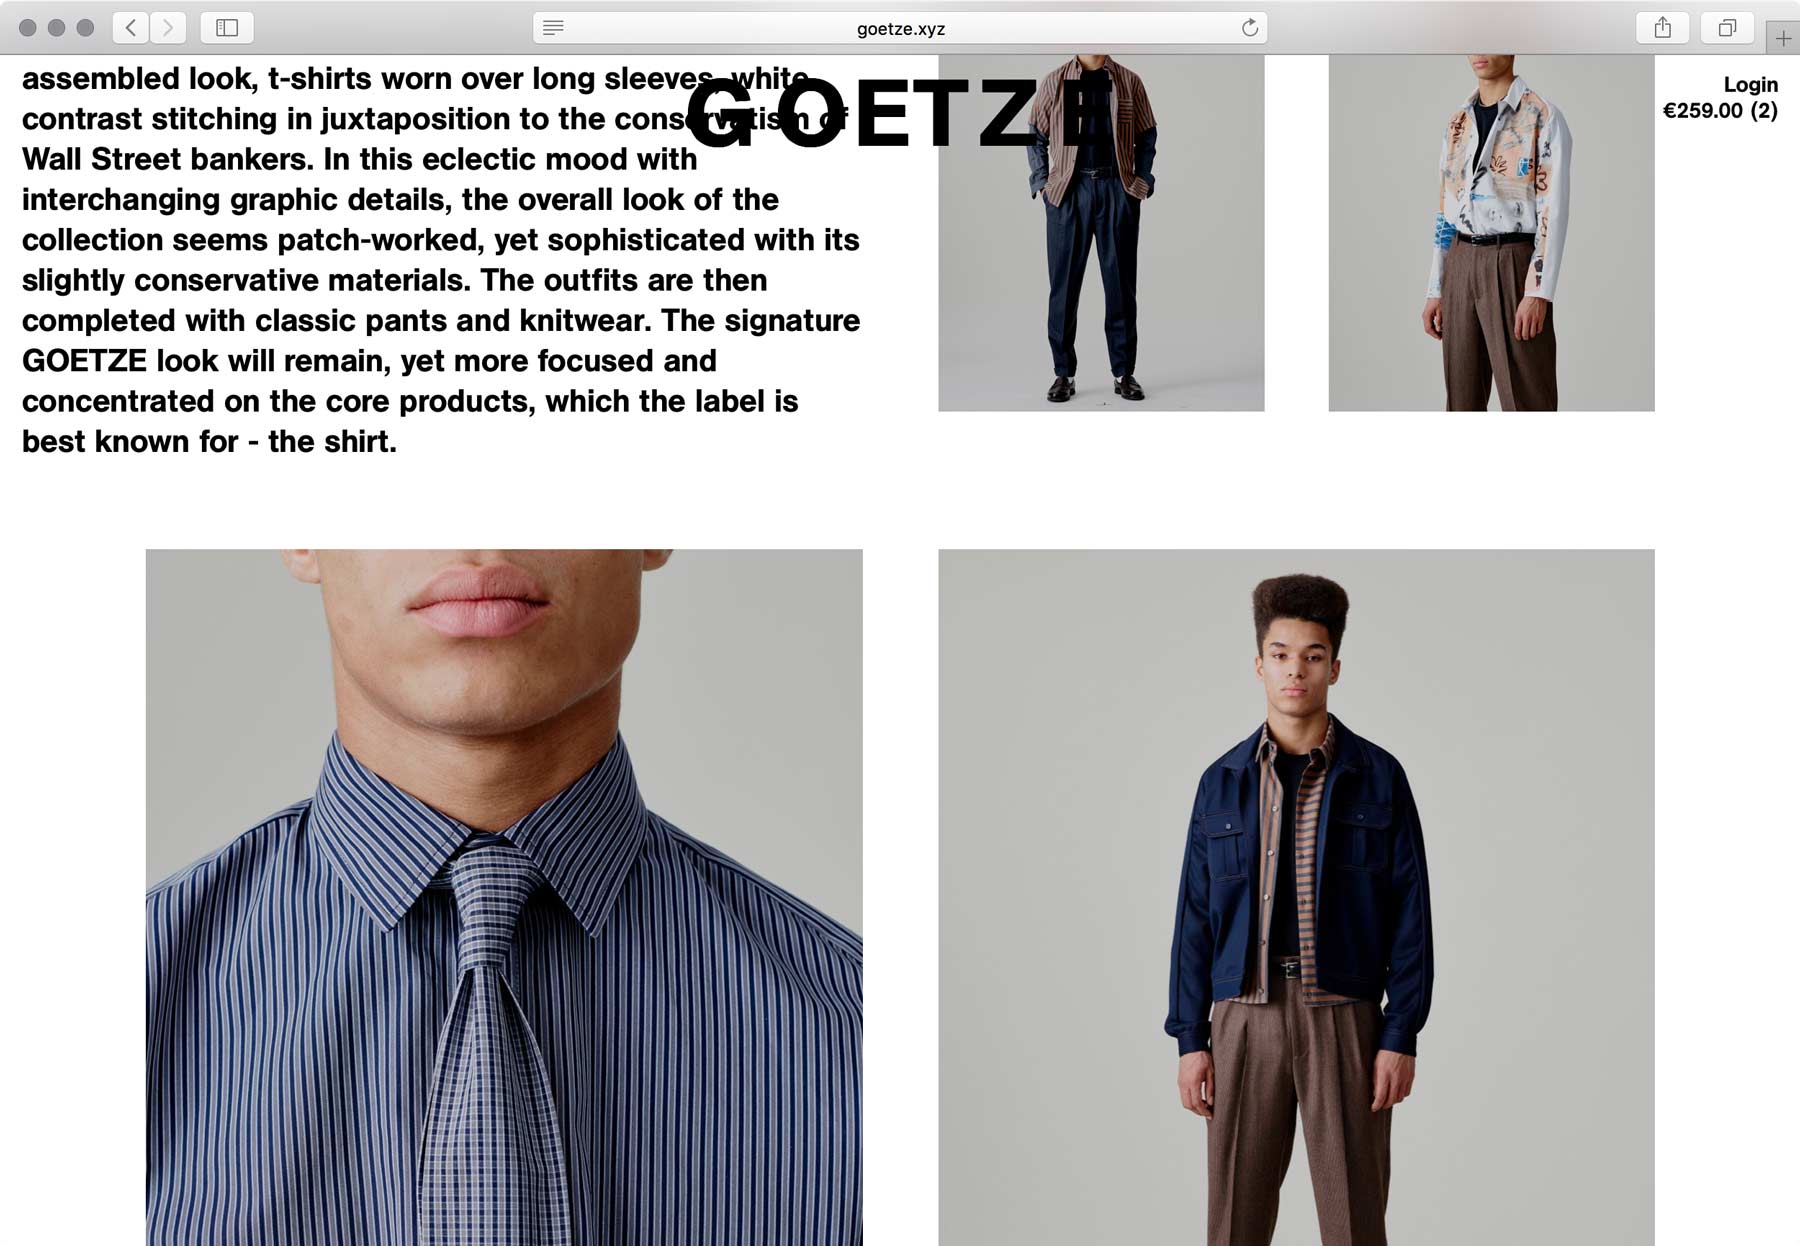 goetze.xyz
assembled look, t-shirts worn over long sleeves, white
contrast stitching in juxtaposition to the conservatism of
Wall Street bankers. In this eclectic mood with
interchanging graphic details, the overall look of the
collection seems patch-worked, yet sophisticated with its
slightly conservative materials. The outfits are then
completed with classic pants and knitwear. The signature
GOETZE look will remain, yet more focused and
concentrated on the core products, which the label is
best known for - the shirt.
GOETZE
Login
€259.00 (2)